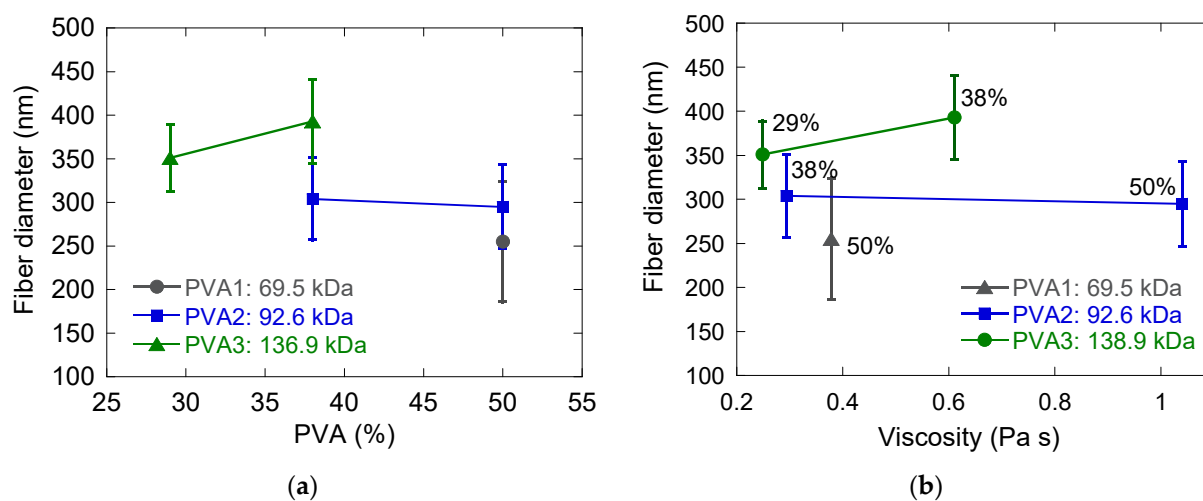 Fiber diameter (nm)
500
450
400
350
300
250
200
150
100
PVA1: 69.5 kDa
PVA2: 92.6 kDa
PVA3: 136.9 kDa
25 30 35 40 45 50 55
PVA (%)
(a)
Fiber diameter (nm)
500
450
400
350
300
250
200
150
100
38%
29%
38%
50%
50%
PVA1: 69.5 kDa
PVA2: 92.6 kDa
PVA3: 138.9 kDa
0.2 0.4 0.6 0.8 1
Viscosity (Pa s)
(b)